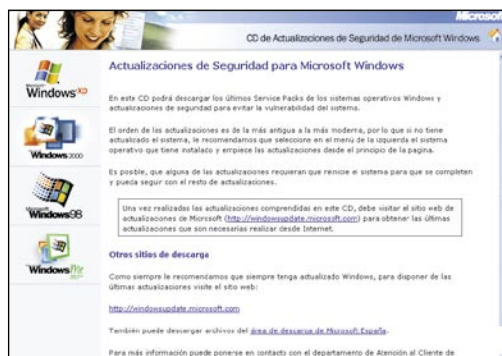 Microsoft
CD de Actualizaciones de Seguridad de Microsoft Windows
Actualizaciones de Seguridad para Microsoft Windows
Windows XP
En este CD podrá descargar los últimos Service Packs de los sistemas operativos Windows y
actualizaciones de seguridad para evitar la vulnerabilidad del sistema.
El orden de las actualizaciones es de la más antigua a la más moderna, por lo que si no tiene
actualizado el sistema, le recomendamos que seleccione en el menú de la izquierda el sistema
operativo que tiene instalado y empiece las actualizaciones desde el principio de la pagina.
Windows 2000
Es posible, que alguna de las actualizaciones requieran que reinicie el sistema para que se completen
y pueda seguir con el resto de actualizaciones.
Windows98
Una vez realizadas las actualizaciones comprendidas en este CD, debe visitar el sitio web de
actualizaciones de Microsoft (http://windowsupdate.microsoft.com) para obtener las últimas
actualizaciones que son necesarias realizar desde Internet.
Windows Me
Otros sitios de descarga
Como siempre le recomendamos que siempre tenga actualizado Windows, para disponer de las
últimas actualizaciones visite el sitio web:
http://windowsupdate.microsoft.com
También puede descargar archivos del área de descarga de Microsoft España.
Para más información puede ponerse en contacto con el departamento de Atención al Cliente de